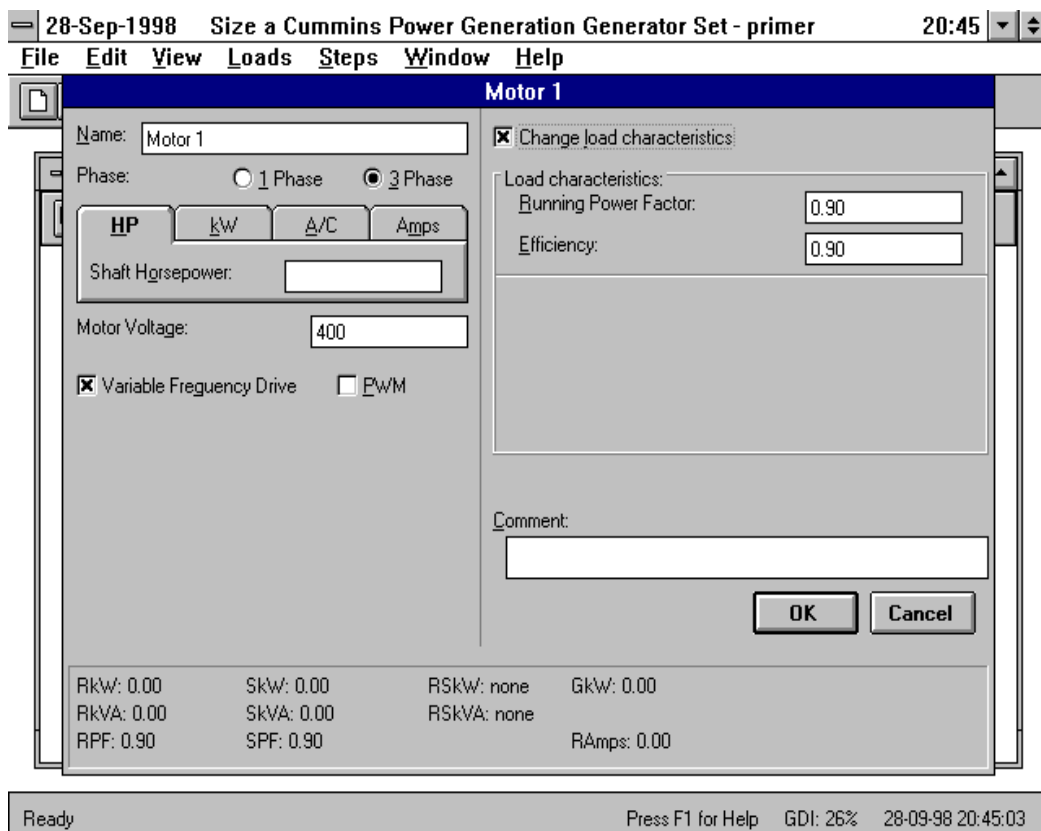 28-Sep-1998 Size a Cummins Power Generation Generator Set - primer 20:45
File Edit View Loads Steps Window Help
Motor 1
Name: Motor 1
Phase: 1 Phase 3 Phase
HP kW A/C Amps
Shaft Horsepower:
Motor Voltage: 400
Variable Freguency Drive PWM
Change load characteristics
Load characteristics:
Running Power Factor: 0.90
Efficiency: 0.90
Comment:
OK Cancel
RkW: 0.00 SkW: 0.00 RSkW: none GkW: 0.00
RkVA: 0.00 SkVA: 0.00 RSkVA: none
RPF: 0.90 SPF: 0.90 RAmps: 0.00
Ready Press F1 for Help GDI: 26% 28-09-98 20:45:03